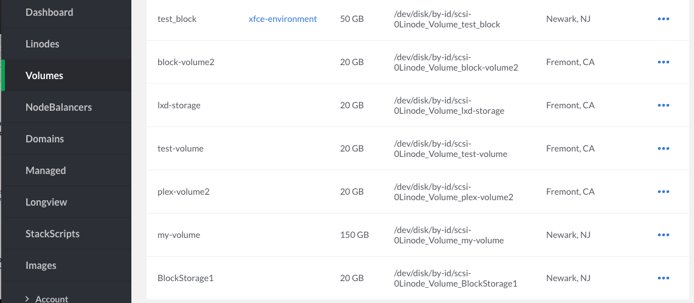 Dashboard
Linodes
Volumes
NodeBalancers
Domains
Managed
Longview
StackScripts
Images
> Account
test_block xfce-environment 50 GB /dev/disk/by-id/scsi-
0Linode_Volume_test_block Newark, NJ •••
block-volume2 20 GB /dev/disk/by-id/scsi-
0Linode_Volume_block-volume2 Fremont, CA •••
lxd-storage 20 GB /dev/disk/by-id/scsi-
0Linode_Volume_lxd-storage Fremont, CA •••
test-volume 20 GB /dev/disk/by-id/scsi-
0Linode_Volume_test-volume Fremont, CA •••
plex-volume2 20 GB /dev/disk/by-id/scsi-
0Linode_Volume_plex-volume2 Fremont, CA •••
my-volume 150 GB /dev/disk/by-id/scsi-
0Linode_Volume_my-volume Newark, NJ •••
BlockStorage1 20 GB /dev/disk/by-id/scsi-
0Linode_Volume_BlockStorage1 Newark, NJ •••